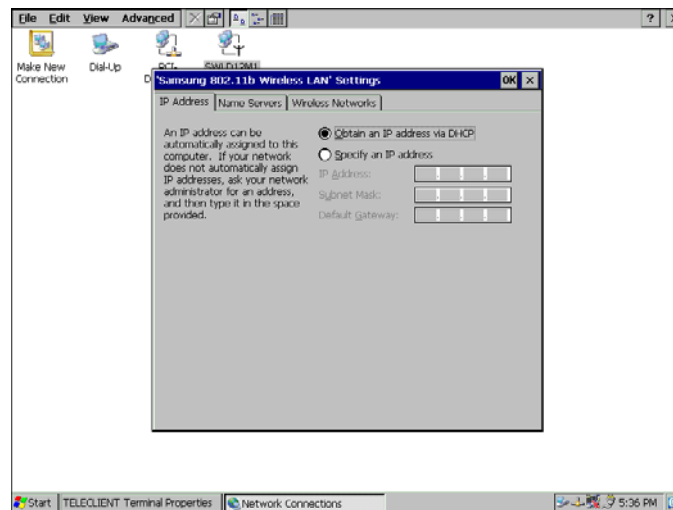 File Edit View Advanced ?
Make New Connection
Dial-Up
SWLD12M1
'Samsung 802.11b Wireless LAN' Settings OK
IP Address Name Servers Wireless Networks
An IP address can be
automatically assigned to this
computer. If your network
does not automatically assign
IP addresses, ask your network
administrator for an address,
and then type it in the space
provided.
Obtain an IP address via DHCP
Specify an IP address
IP Address:
Subnet Mask:
Default Gateway:
Start TELECLIENT Terminal Properties Network Connections 5:36 PM